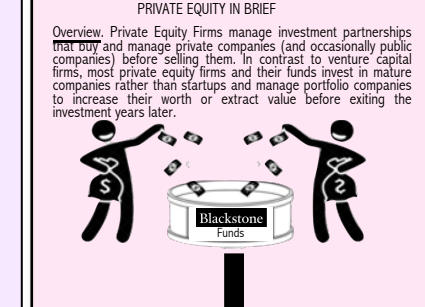 PRIVATE EQUITY IN BRIEF
Overview. Private Equity Firms manage investment partnerships
that buy and manage private companies (and occasionally public
companies) before selling them. In contrast to venture capital
firms, most private equity firms and their funds invest in mature
companies rather than startups and manage portfolio companies
to increase their worth or extract value before exiting the
investment years later.
$ $
Blackstone
Funds